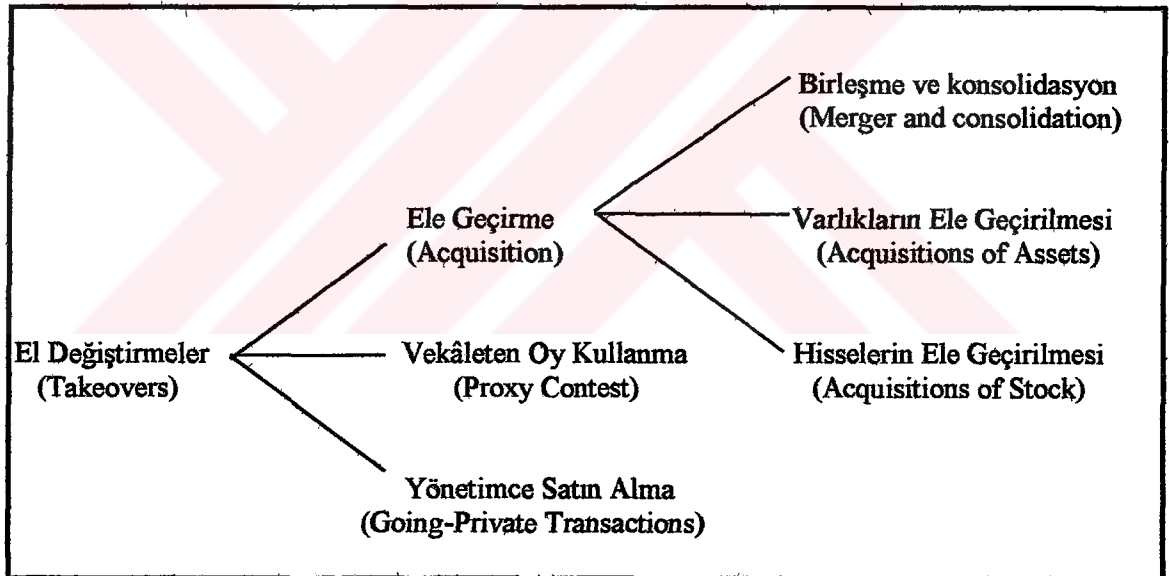 Birleşme ve konsolidasyon
(Merger and consolidation)
Ele Geçirme
(Acquisition)
Varlıkların Ele Geçirilmesi
(Acquisitions of Assets)
El Değiştirmeler
(Takeovers)
Vekâleten Oy Kullanma
(Proxy Contest)
Hisselerin Ele Geçirilmesi
(Acquisitions of Stock)
Yönetimce Satın Alma
(Going-Private Transactions)